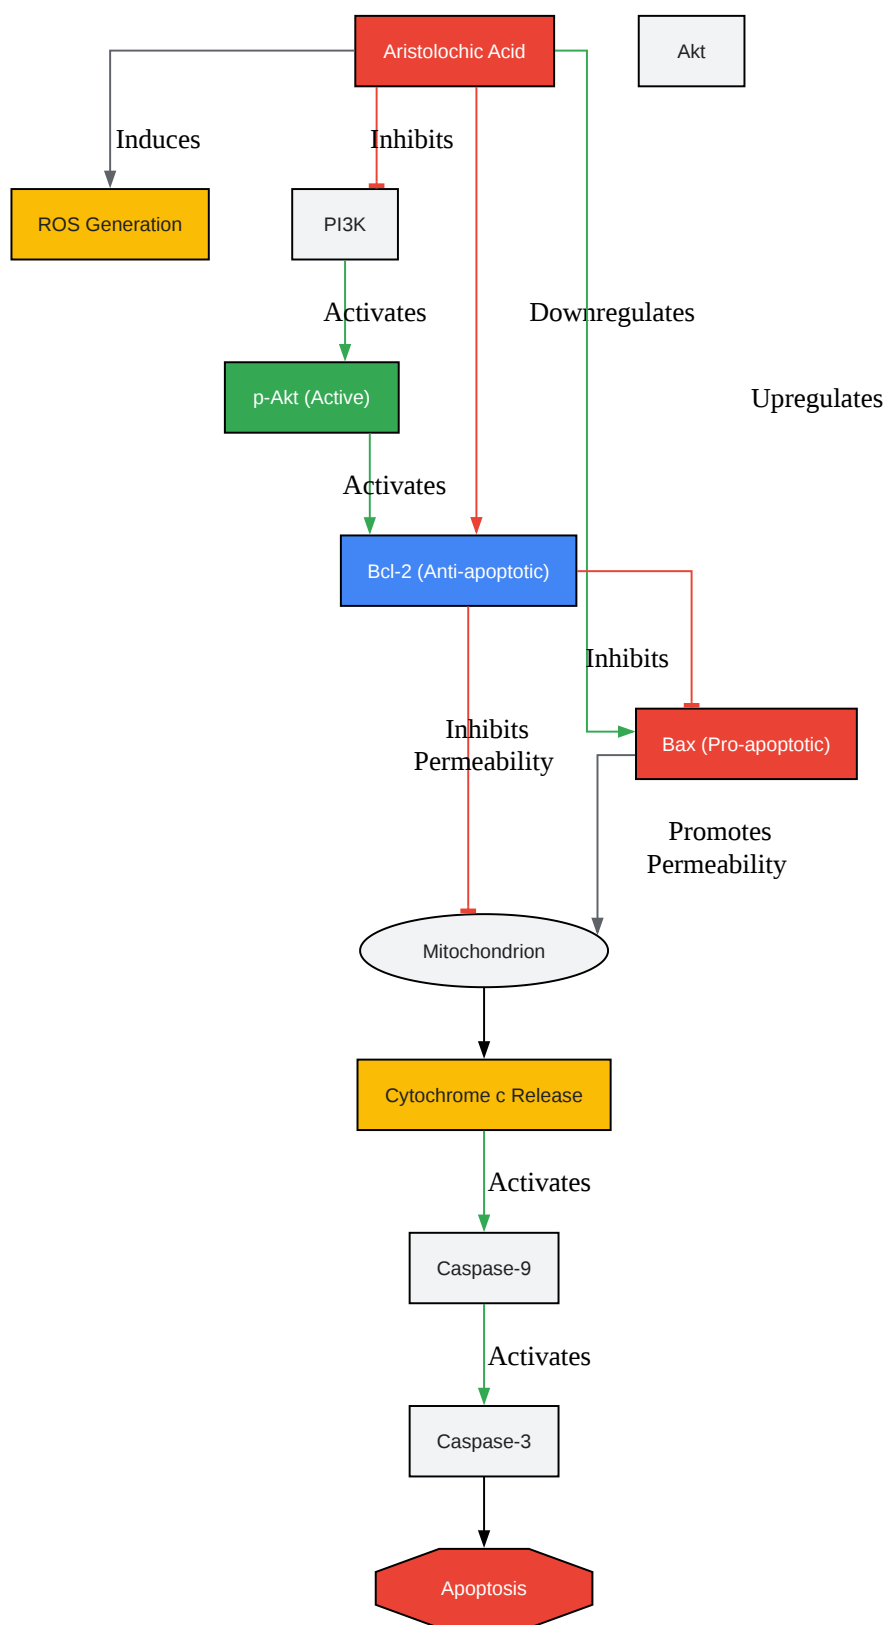 Aristolochic Acid
Akt
Induces
Inhibits
ROS Generation
PI3K
Activates
Downregulates
p-Akt (Active)
Upregulates
Activates
Bcl-2 (Anti-apoptotic)
Inhibits
Inhibits
Permeability
Bax (Pro-apoptotic)
Promotes
Permeability
Mitochondrion
Cytochrome c Release
Activates
Caspase-9
Activates
Caspase-3
Apoptosis